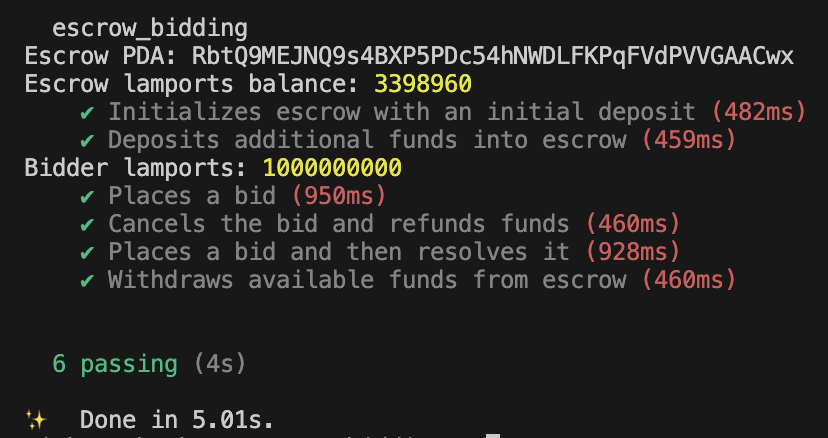 escrow_bidding
Escrow PDA: RbtQ9MEJNQ9s4BXP5PDc54hNWDLFKPqFVdPVVGAACwx
Escrow lamports balance: 3398960
✔ Initializes escrow with an initial deposit (482ms)
✔ Deposits additional funds into escrow (459ms)
Bidder lamports: 1000000000
✔ Places a bid (950ms)
✔ Cancels the bid and refunds funds (460ms)
✔ Places a bid and then resolves it (928ms)
✔ Withdraws available funds from escrow (460ms)
6 passing (4s)
✨ Done in 5.01s.